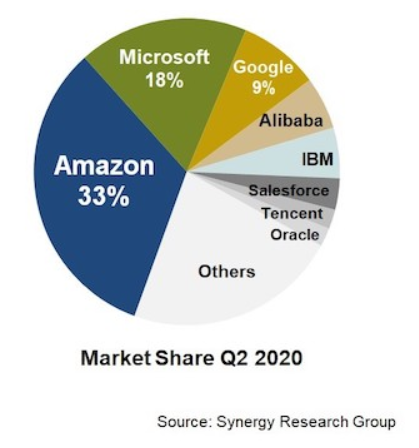 Microsoft
18%
Google
9%
Alibaba
Amazon
33%
IBM
Salesforce
Tencent
Oracle
Others
Market Share Q2 2020
Source: Synergy Research Group